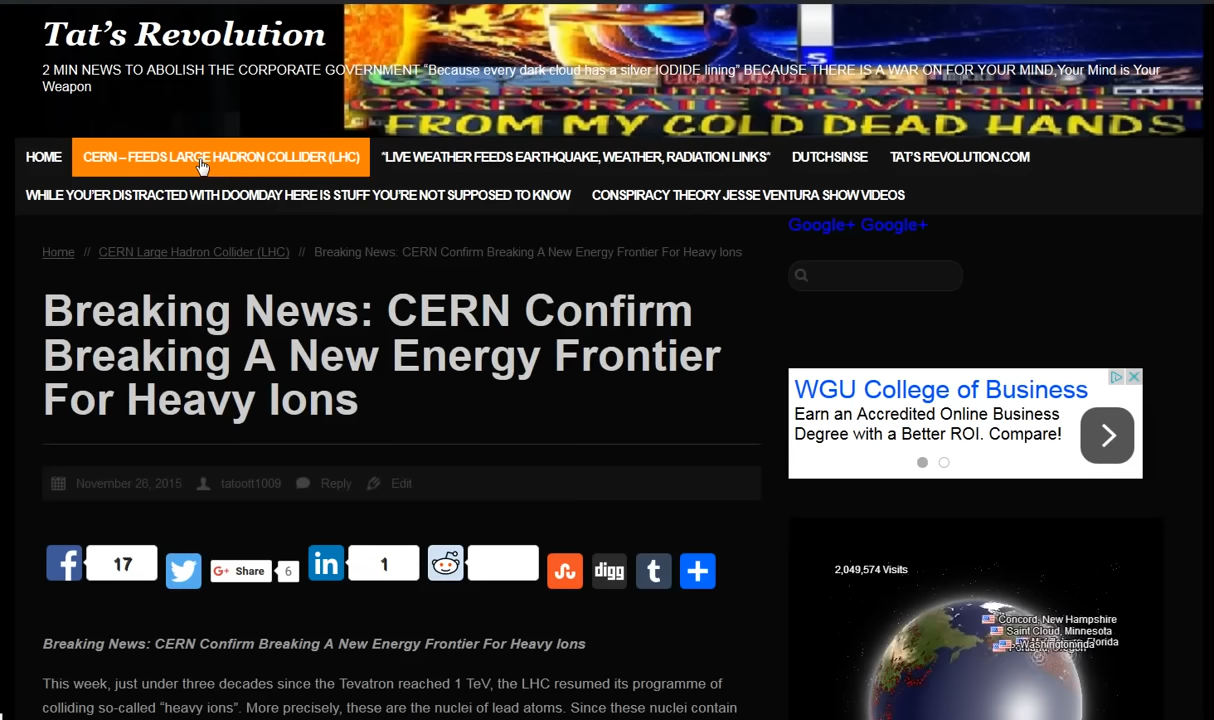 Tat's Revolution
2 MIN NEWS TO ABOLISH THE CORPORATE GOVERNMENT "Because every dark cloud has a silver IODIDE lining" BECAUSE THERE IS A WAR ON FOR YOUR MIND,Your Mind is Your
Weapon
S
TAT'S REVOLUTION TO ABOLISH THE
CORPORATE GOVERNMENT
FROM MY COLD DEAD HANDS
HOME
CERN – FEEDS LARGE HADRON COLLIDER (LHC)
*LIVE WEATHER FEEDS EARTHQUAKE, WEATHER, RADIATION LINKS*
DUTCHSINSE
TAT'S REVOLUTION.COM
WHILE YOU'ER DISTRACTED WITH DOOMDAY HERE IS STUFF YOU'RE NOT SUPPOSED TO KNOW
CONSPIRACY THEORY JESSE VENTURA SHOW VIDEOS
Google+ Google+
Home // CERN Large Hadron Collider (LHC) // Breaking News: CERN Confirm Breaking A New Energy Frontier For Heavy Ions
Breaking News: CERN Confirm
Breaking A New Energy Frontier
For Heavy Ions
WGU College of Business
Earn an Accredited Online Business
Degree with a Better ROI. Compare!
November 26, 2015 tatoott1009 Reply Edit
17
G+ Share 6
in 1
digg
t
2,049,574 Visits
Concord, New Hampshire
Saint Cloud, Minnesota
Breaking News: CERN Confirm Breaking A New Energy Frontier For Heavy Ions
This week, just under three decades since the Tevatron reached 1 TeV, the LHC resumed its programme of
colliding so-called "heavy ions". More precisely, these are the nuclei of lead atoms. Since these nuclei contain